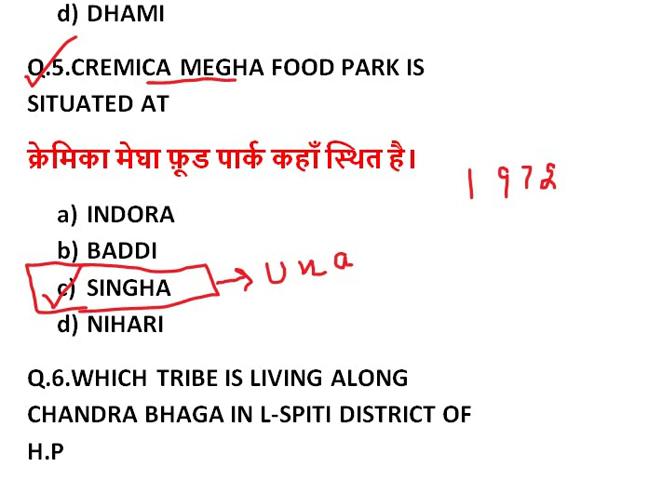 d) DHAMI
Q.5.CREMICA MEGHA FOOD PARK IS
SITUATED AT
क्रेमिका मेघा फ़ूड पार्क कहाँ स्थित है।
1972
a) INDORA
b) BADDI
c) SINGHA → Una
d) NIHARI
Q.6.WHICH TRIBE IS LIVING ALONG
CHANDRA BHAGA IN L-SPITI DISTRICT OF
H.P